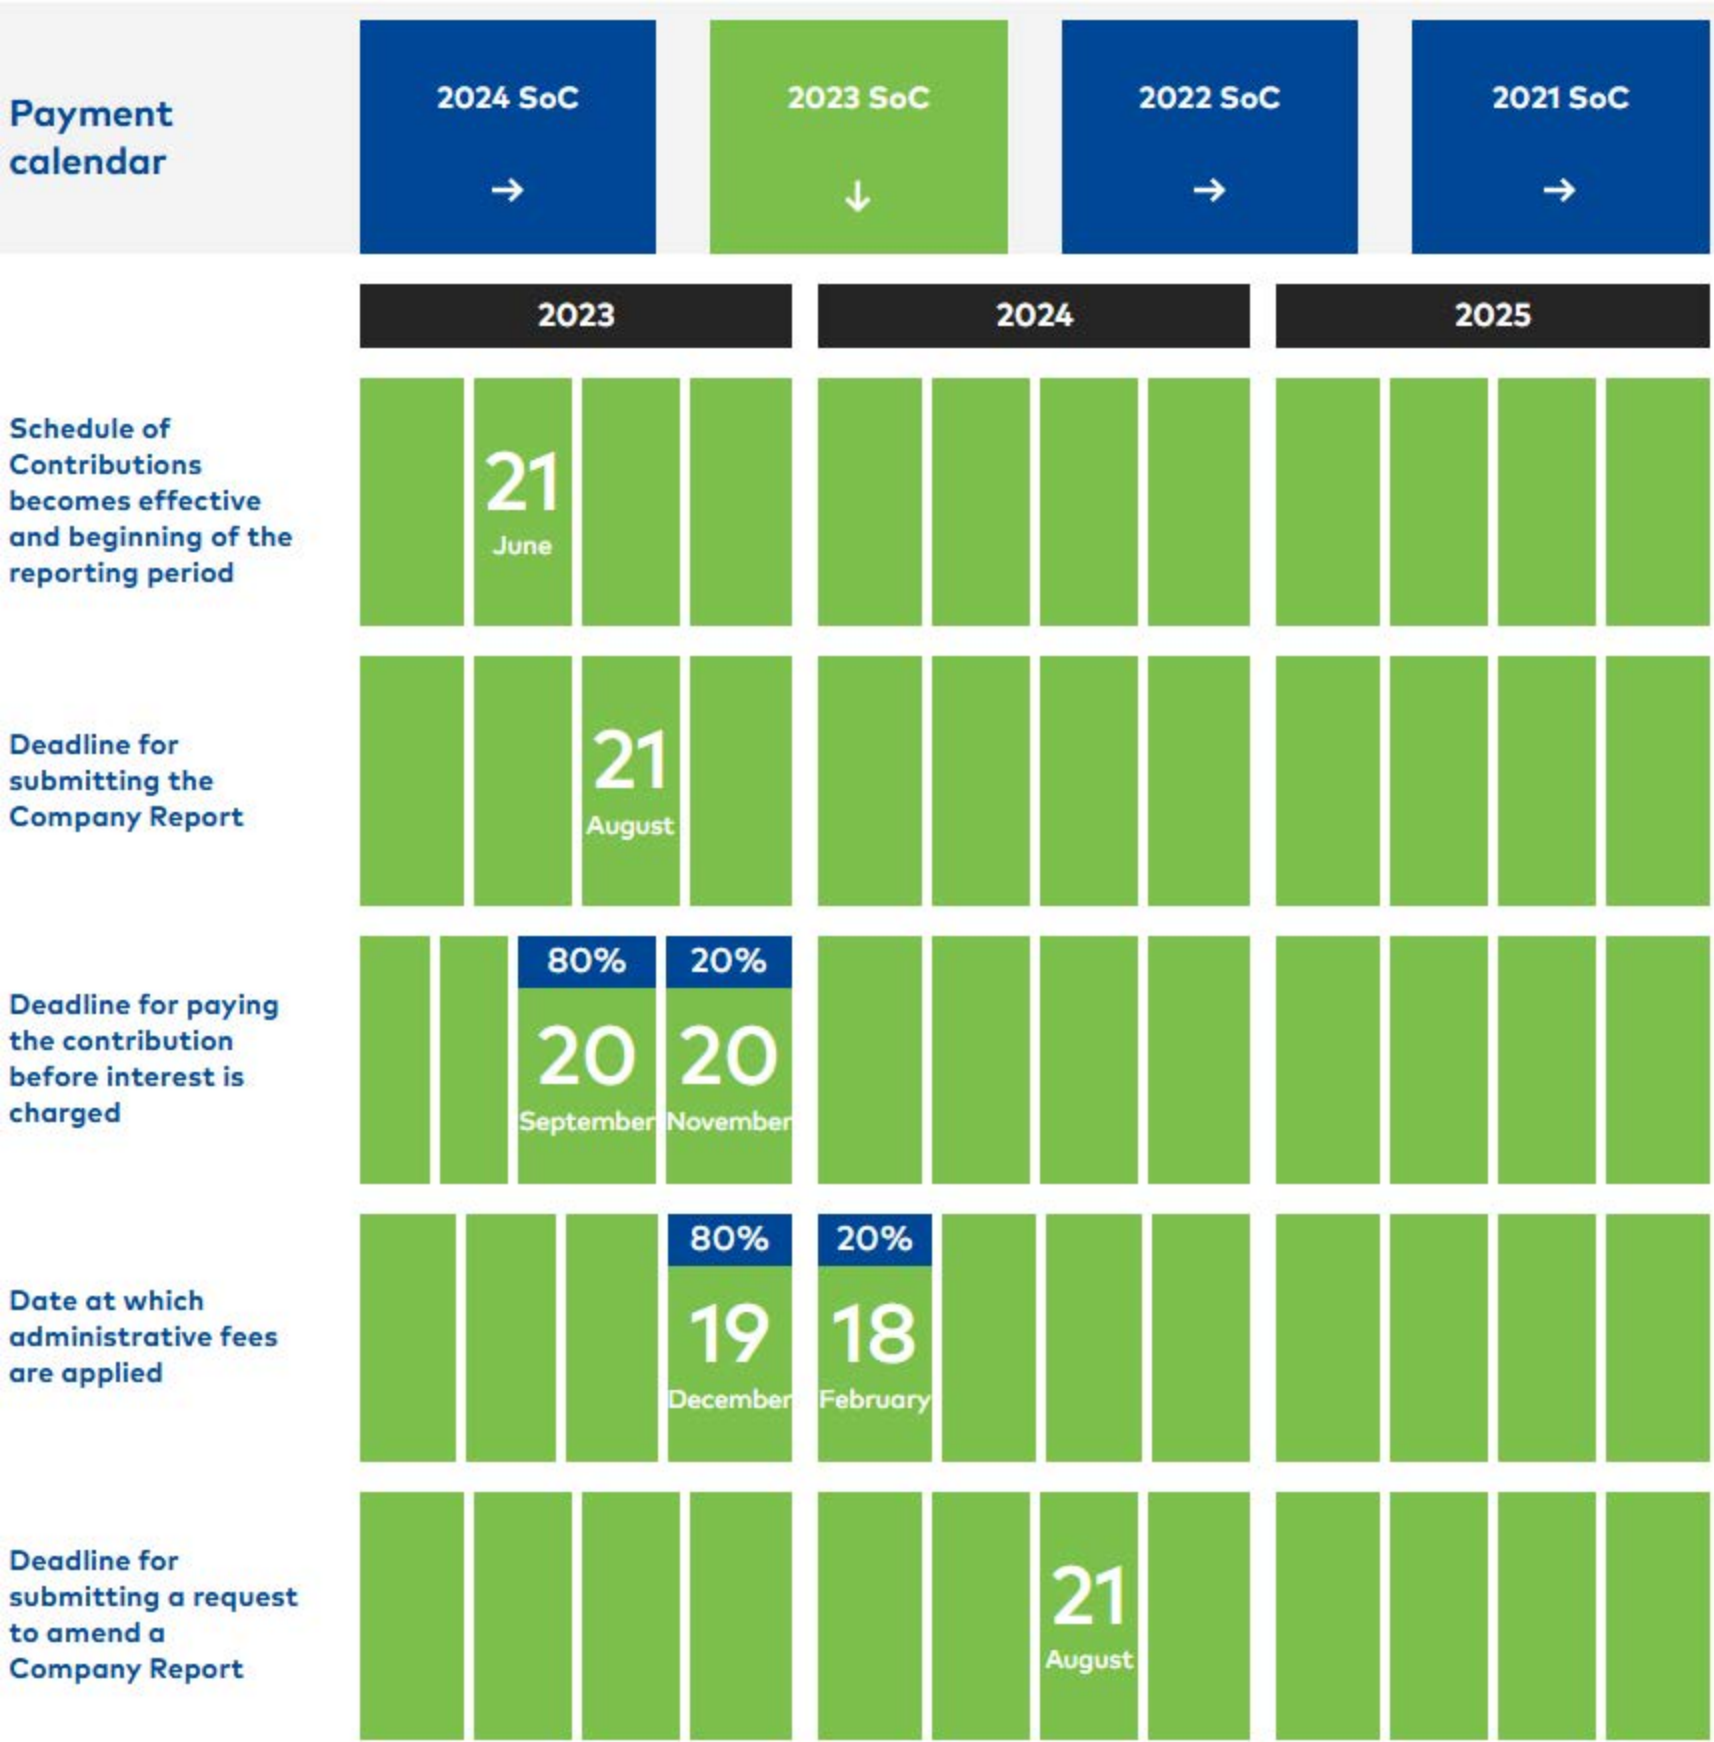 Payment
calendar
2024 SoC
→
2023 SoC
↓
2022 SoC
→
2021 SoC
→
2023
2024
2025
Schedule of
Contributions
becomes effective
and beginning of the
reporting period
21
June
Deadline for
submitting the
Company Report
21
August
Deadline for paying
the contribution
before interest is
charged
80%
20
September
20%
20
November
Date at which
administrative fees
are applied
80%
19
December
20%
18
February
Deadline for
submitting a request
to amend a
Company Report
21
August